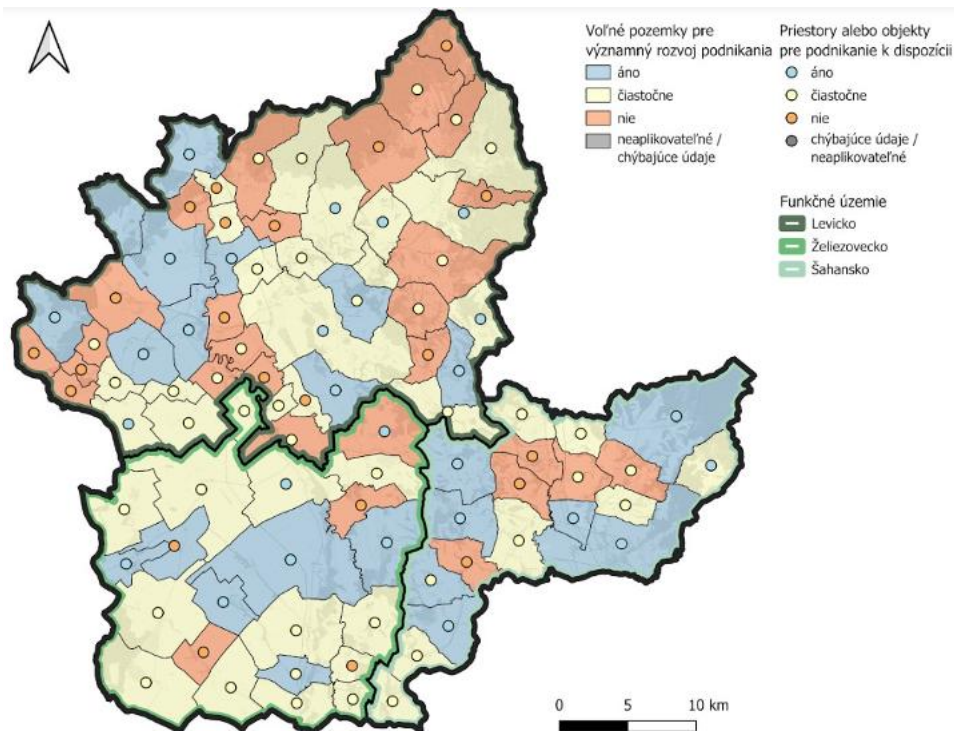 Voľné pozemky pre
významný rozvoj podnikania
áno
čiastočne
nie
neaplikovateľné /
chýbajúce údaje
Priestory alebo objekty
pre podnikanie k dispozícii
áno
čiastočne
nie
chýbajúce údaje /
neaplikovateľné
Funkčné územie
Levicko
Želiezovecko
Šahansko
0 5 10 km